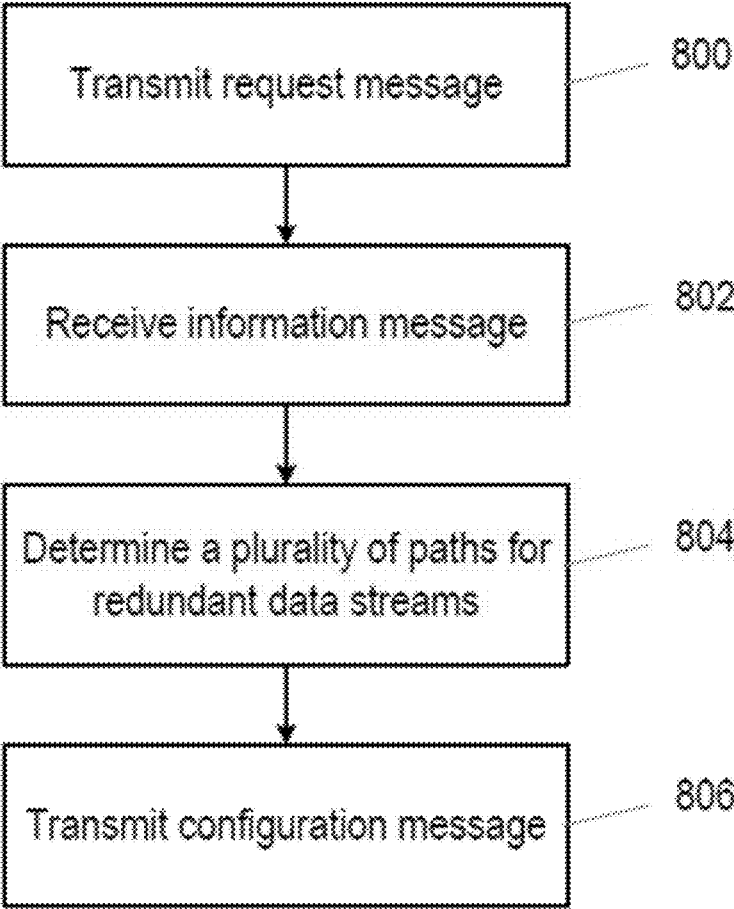 Transmit request message
800
Receive information message
802
Determine a plurality of paths for
redundant data streams
804
Transmit configuration message
806